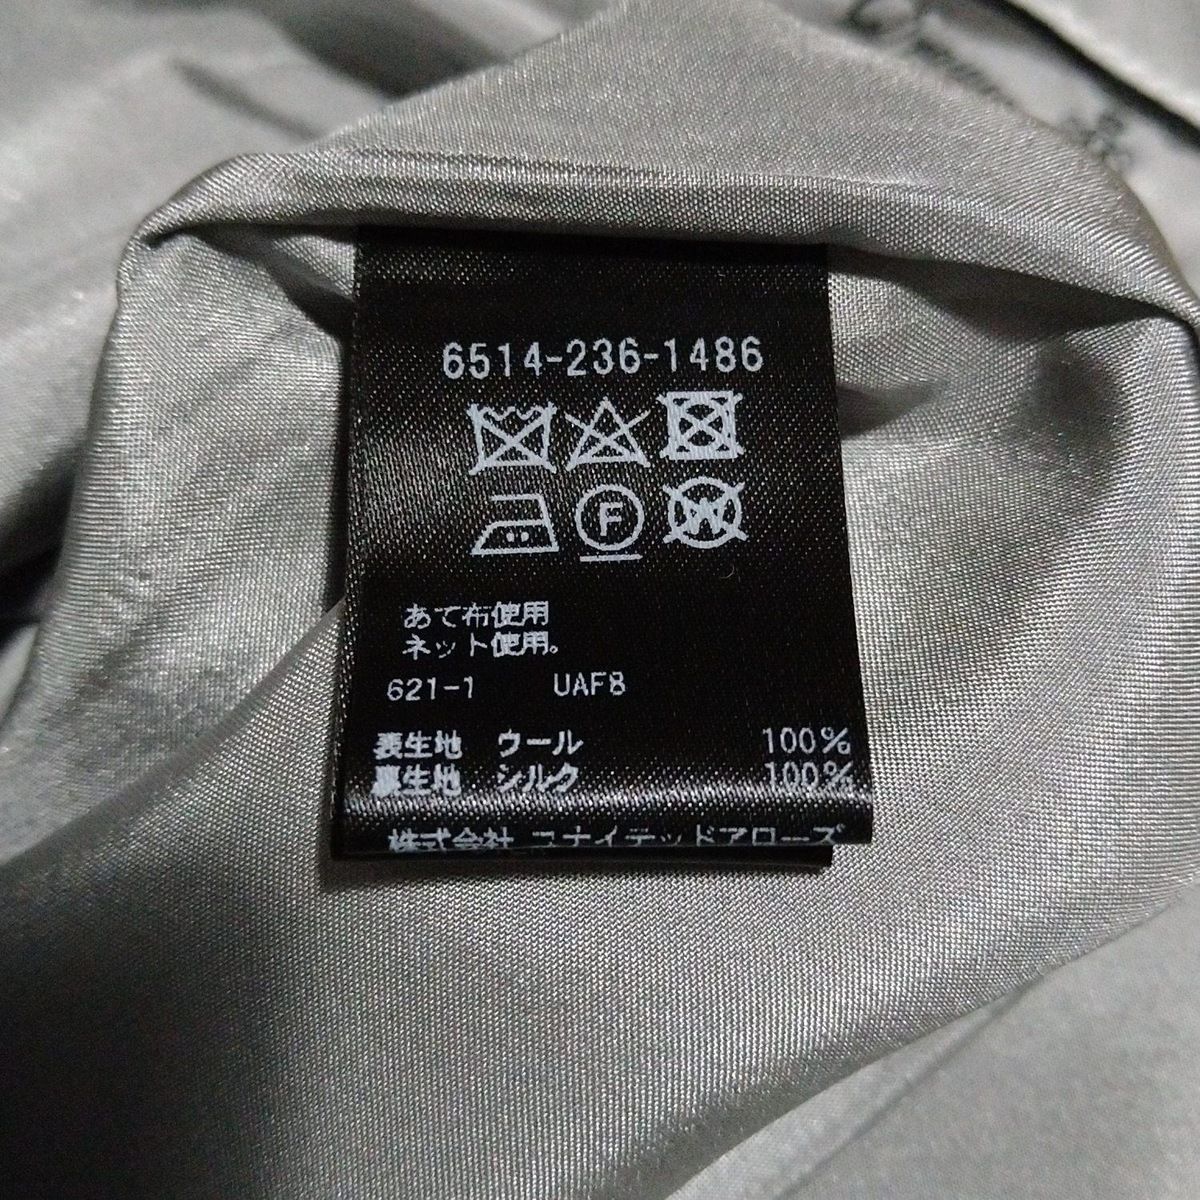 6514-236-1486
F
W
あて布使用
ネット使用。
621-1 UAF8
表生地 ウール 100%
裏生地 シルク 100%
株式会社 ユナイテッドアローズ